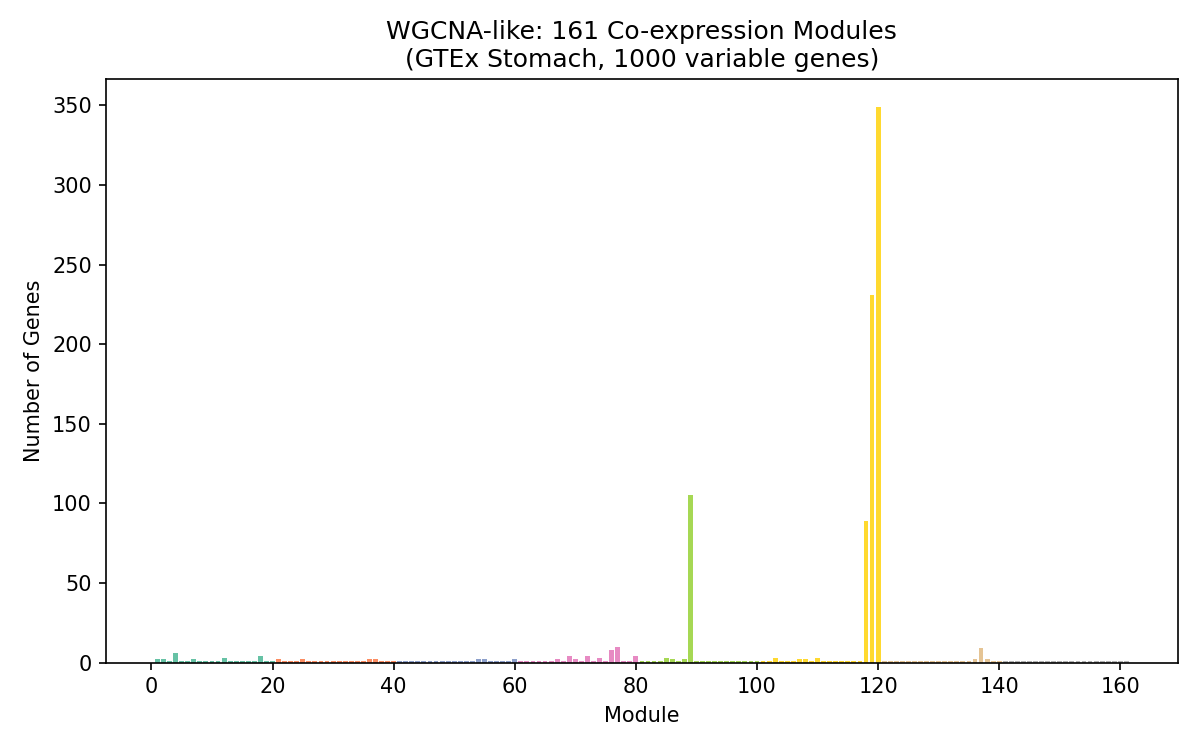 WGCNA-like: 161 Co-expression Modules
(GTEx Stomach, 1000 variable genes)
350
300
250
200
150
100
50
0
Number of Genes
0 20 40 60 80 100 120 140 160
Module